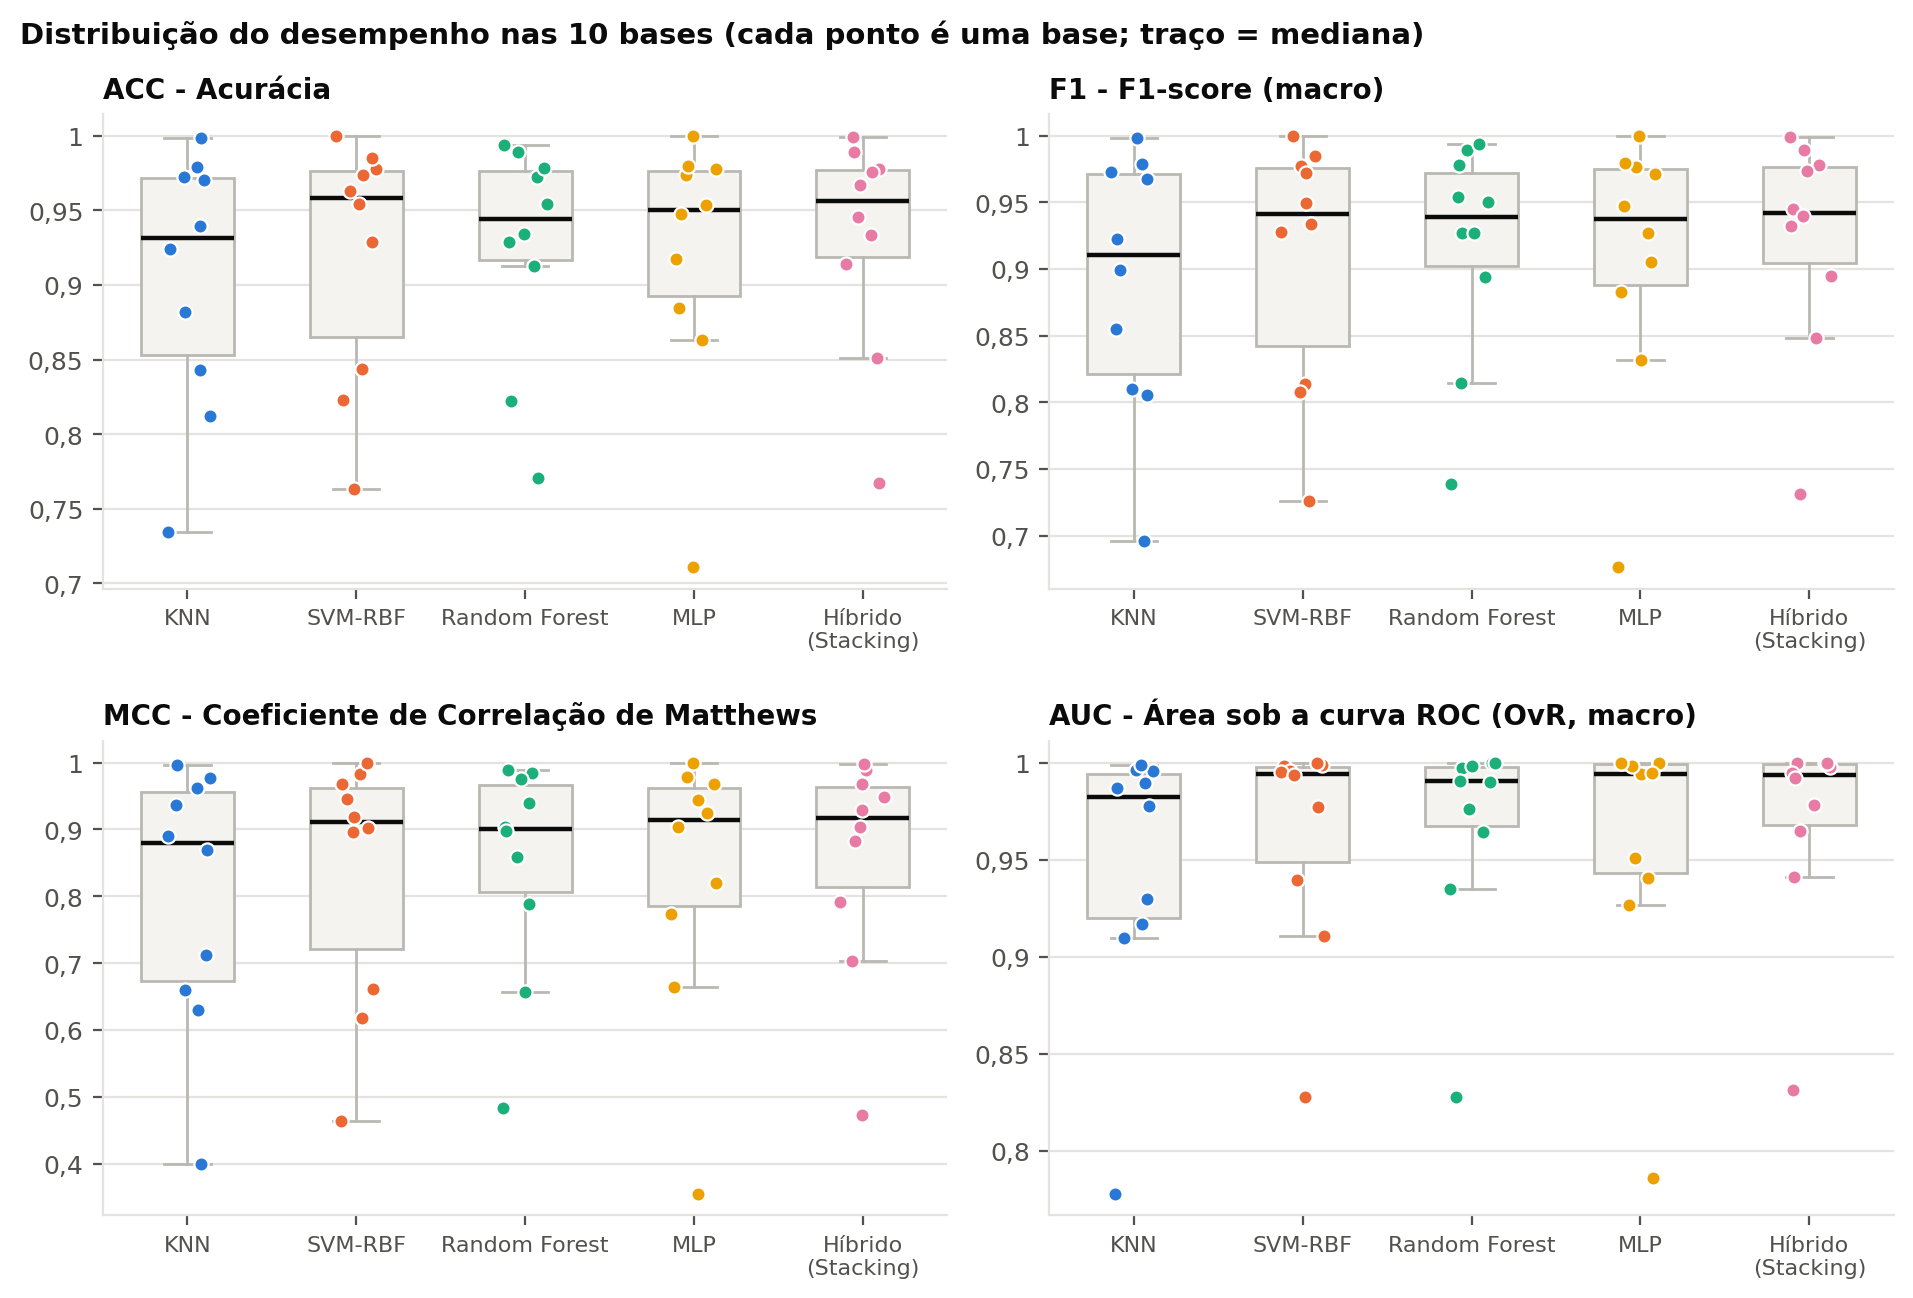 Distribuição do desempenho nas 10 bases (cada ponto é uma base; traço = mediana)
ACC - Acurácia
1
0,95
0,9
0,85
0,8
0,75
0,7
KNN
SVM-RBF
Random Forest
MLP
Híbrido
(Stacking)
F1 - F1-score (macro)
1
0,95
0,9
0,85
0,8
0,75
0,7
KNN
SVM-RBF
Random Forest
MLP
Híbrido
(Stacking)
MCC - Coeficiente de Correlação de Matthews
1
0,9
0,8
0,7
0,6
0,5
0,4
KNN
SVM-RBF
Random Forest
MLP
Híbrido
(Stacking)
AUC - Área sob a curva ROC (OvR, macro)
1
0,95
0,9
0,85
0,8
KNN
SVM-RBF
Random Forest
MLP
Híbrido
(Stacking)